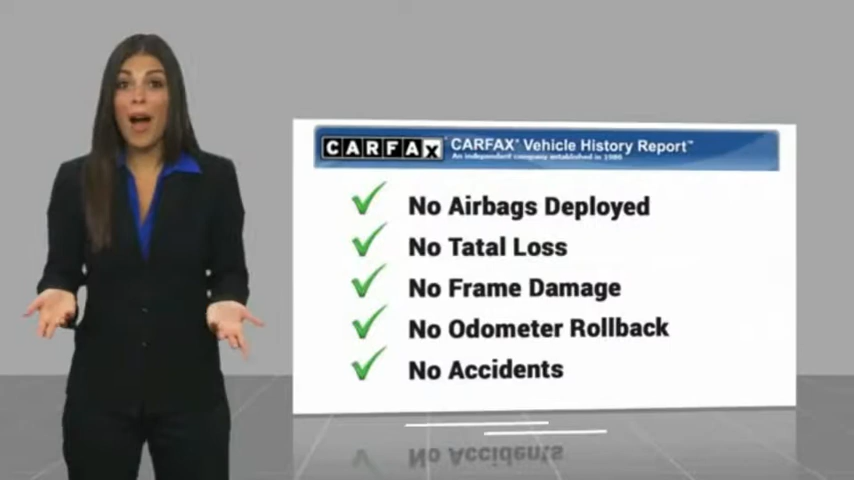 CARFAX CARFAX® Vehicle History Report™
An independent company established in 1986
No Airbags Deployed
No Tatal Loss
No Frame Damage
No Odometer Rollback
No Accidents
No Accidents